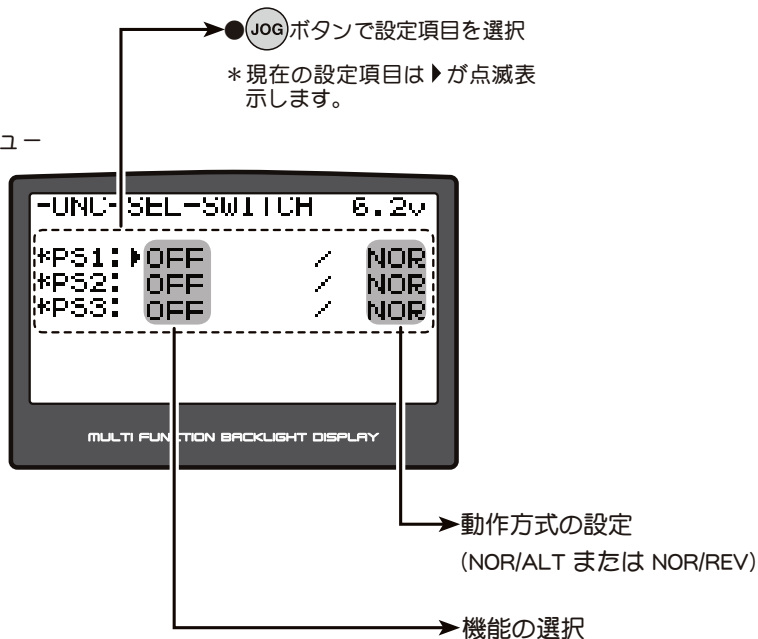 ●JOGボタンで設定項目を選択
＊現在の設定項目は▶が点滅表
示します。
ュー
-UNC-SEL-SWITCH 6.2v
*PS1:▶OFF / NOR
*PS2: OFF / NOR
*PS3: OFF / NOR
MULTI FUNCTION BACKLIGHT DISPLAY
動作方式の設定
(NOR/ALT または NOR/REV)
機能の選択